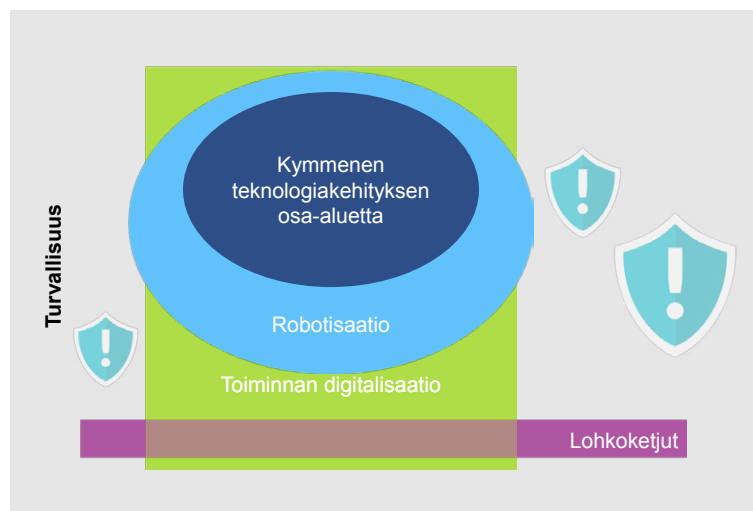 Kymmenen
teknologiakehityksen
osa-aluetta
Turvallisuus
Robotisaatio
Toiminnan digitalisaatio
Lohkoketjut